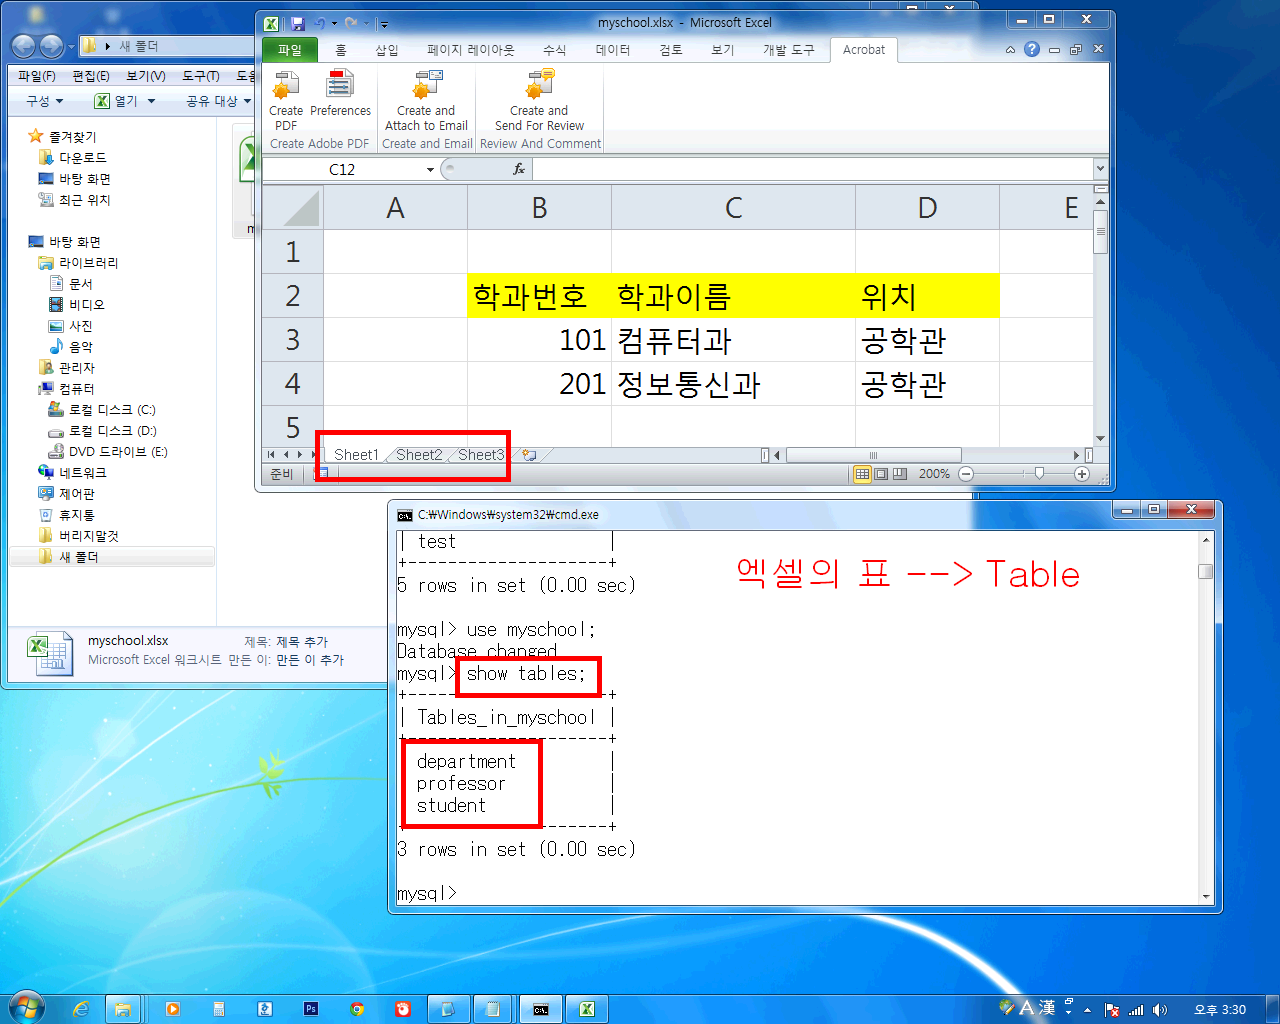 새 폴더
파일(F) 편집(E) 보기(V) 도구(T)
구성 열기 공유 대상
즐겨찾기
다운로드
바탕 화면
최근 위치
바탕 화면
라이브러리
문서
비디오
사진
음악
관리자
컴퓨터
로컬 디스크 (C:)
로컬 디스크 (D:)
DVD 드라이브 (E:)
네트워크
제어판
휴지통
버리지말것
새 폴더
myschool.xlsx 제목: 제목 추가
Microsoft Excel 워크시트 만든 이: 만든 이 추가
myschool.xlsx - Microsoft Excel
파일 홈 삽입 페이지 레이아웃 수식 데이터 검토 보기 개발 도구 Acrobat
Create PDF Preferences Create and Attach to Email Create and Send For Review
Create Adobe PDF Create and Email Review And Comment
C12 fx
A B C D E
1
2 학과번호 학과이름 위치
3 101 컴퓨터과 공학관
4 201 정보통신과 공학관
5
Sheet1 Sheet2 Sheet3
준비 200%
C:\Windows\system32\cmd.exe
| test |
+--------------------+
5 rows in set (0.00 sec)
엑셀의 표 --> Table
mysql> use myschool;
Database changed
mysql> show tables;
+--------------------+
| Tables_in_myschool |
+--------------------+
department |
professor |
student |
+--------------------+
3 rows in set (0.00 sec)
mysql>
A 漢 오후 3:30